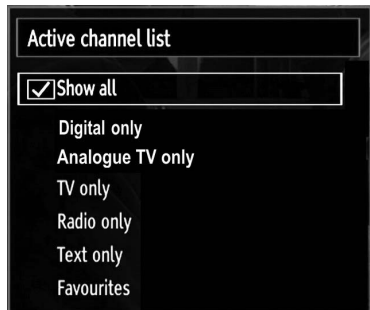 Active channel list
Show all
Digital only
Analogue TV only
TV only
Radio only
Text only
Favourites